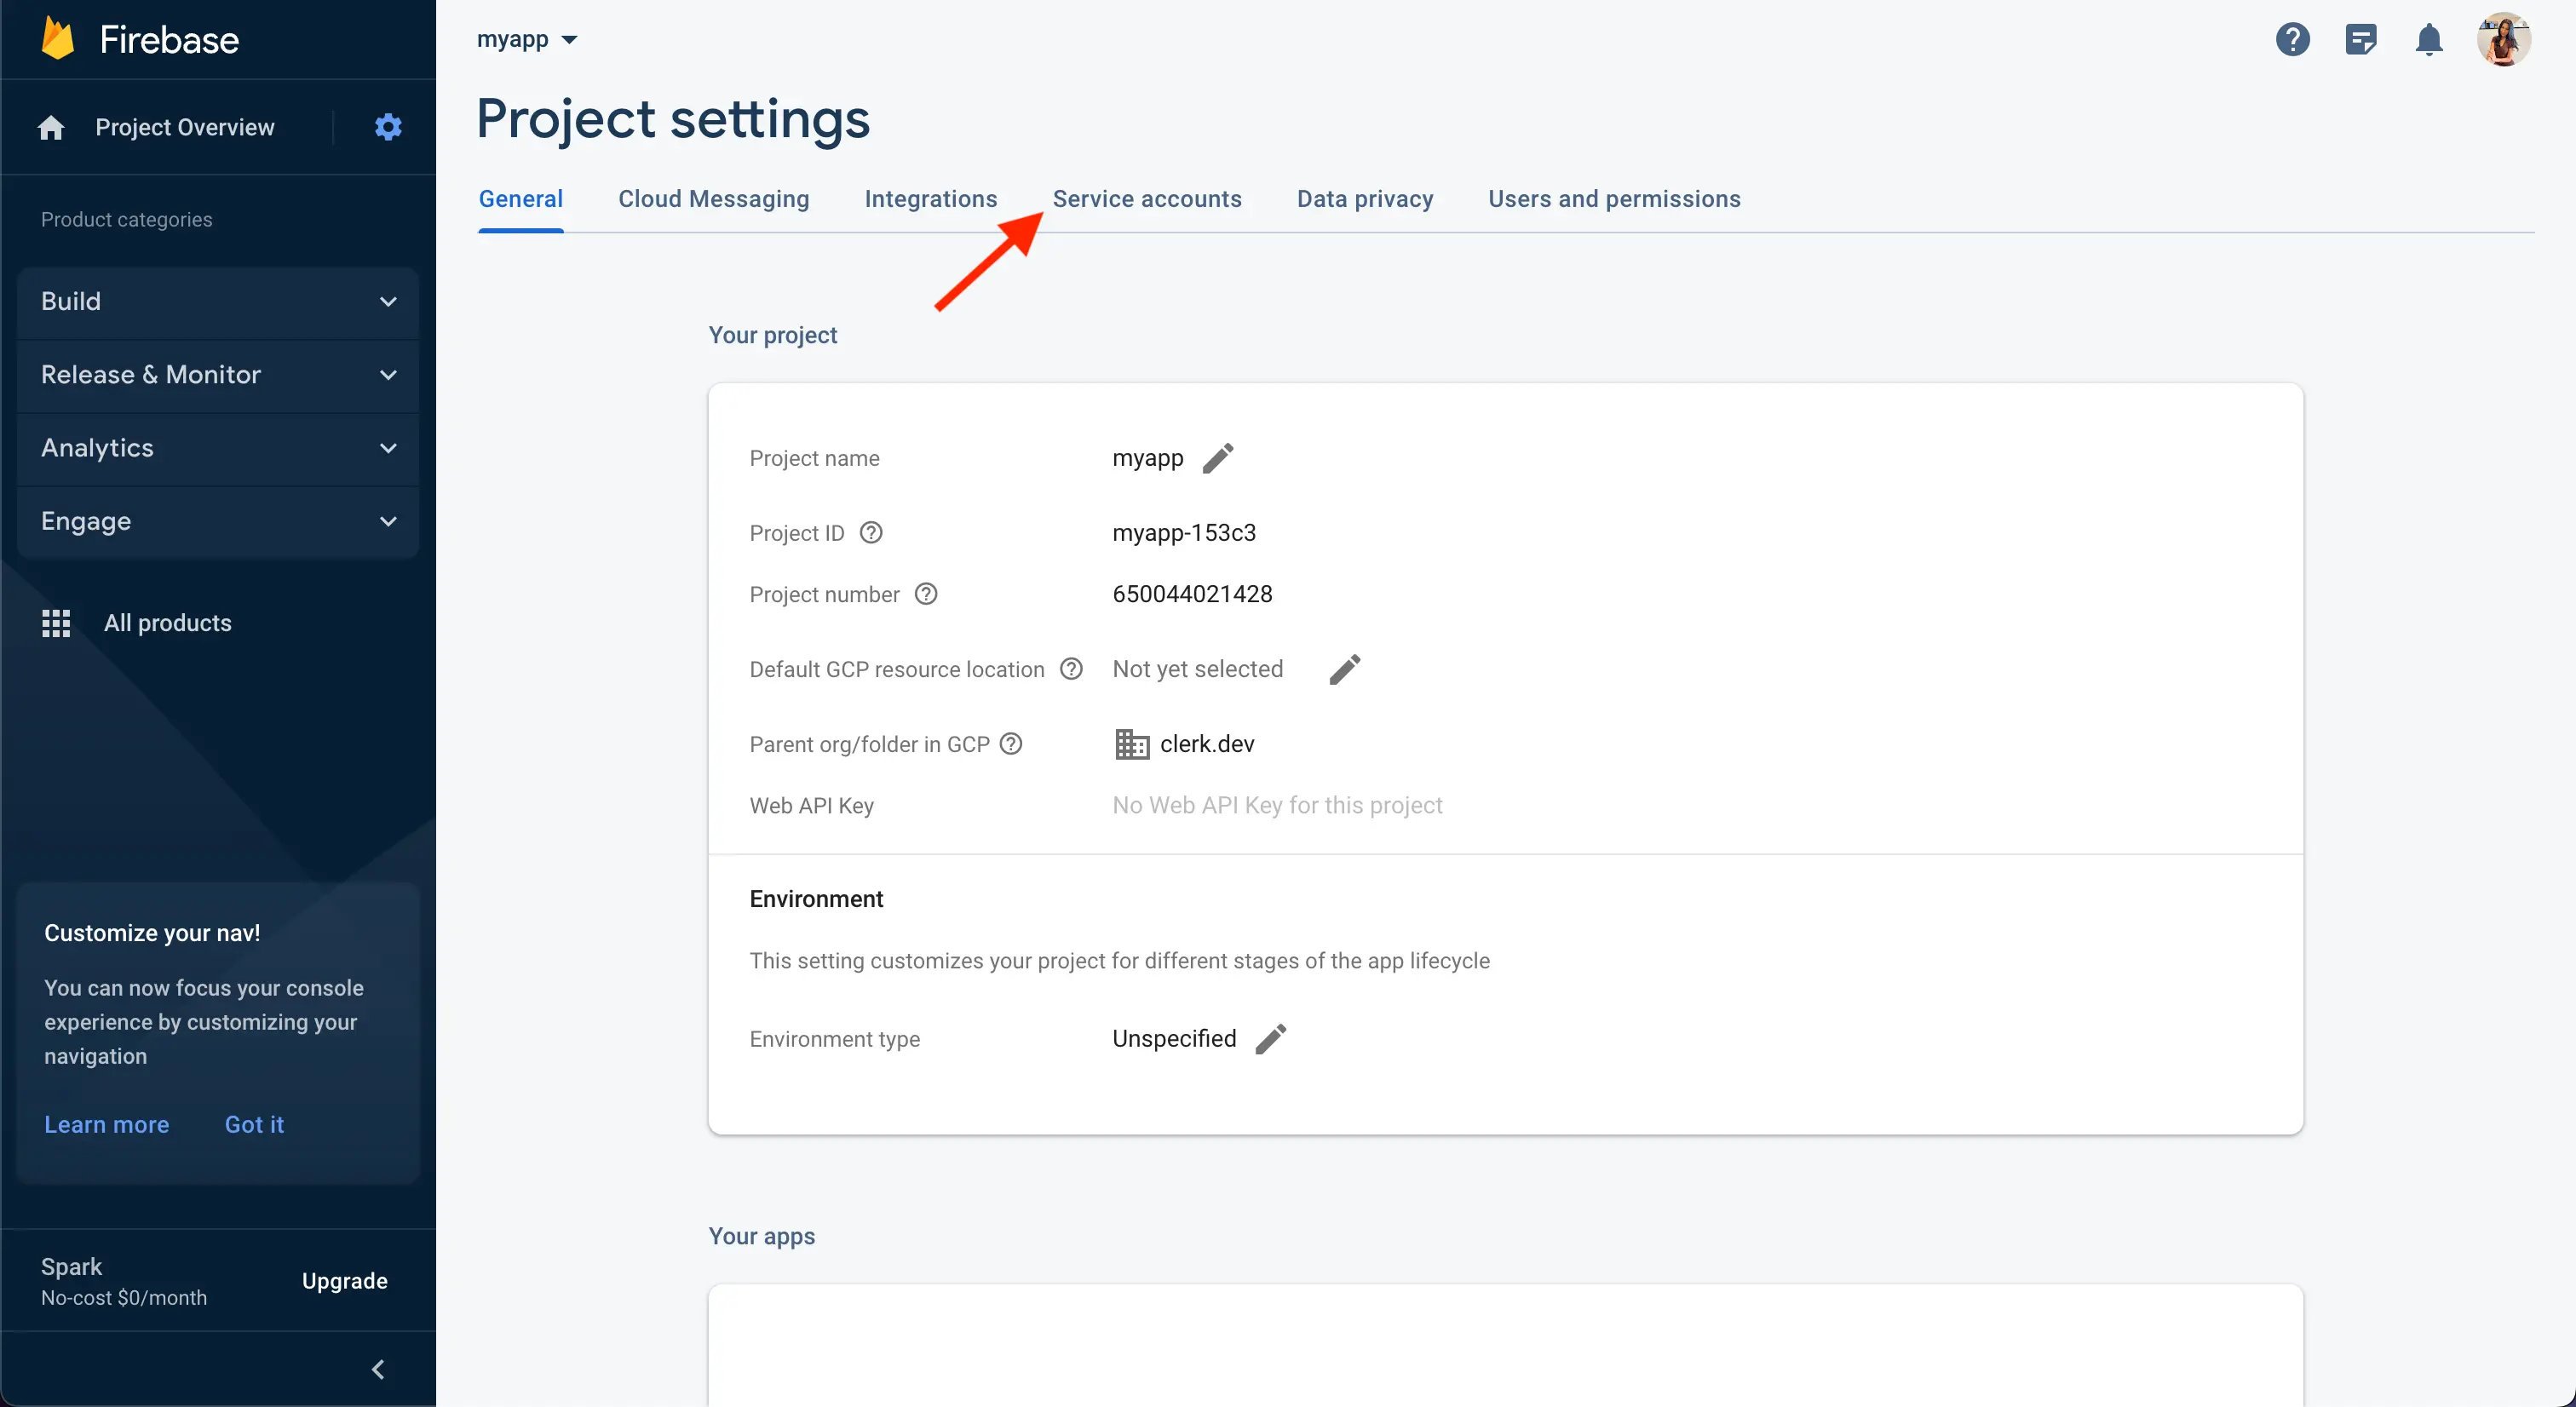 Firebase
Project Overview
Product categories
Build
Release & Monitor
Analytics
Engage
All products
Customize your nav!
You can now focus your console
experience by customizing your
navigation
Learn more Got it
Spark
No-cost $0/month
Upgrade
myapp
Project settings
General Cloud Messaging Integrations Service accounts Data privacy Users and permissions
Your project
Project name myapp
Project ID myapp-153c3
Project number 650044021428
Default GCP resource location Not yet selected
Parent org/folder in GCP clerk.dev
Web API Key No Web API Key for this project
Environment
This setting customizes your project for different stages of the app lifecycle
Environment type Unspecified
Your apps